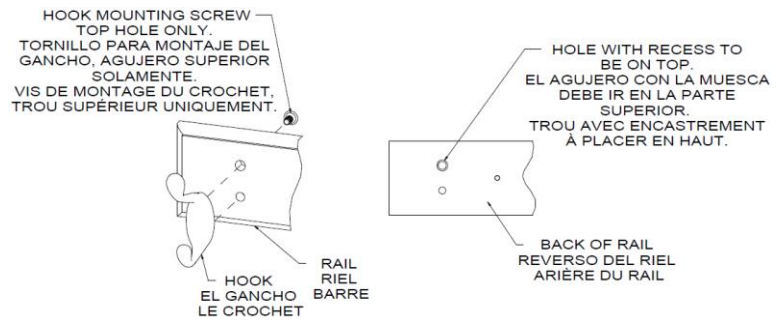 HOOK MOUNTING SCREW
TOP HOLE ONLY.
TORNILLO PARA MONTAJE DEL
GANCHO, AGUJERO SUPERIOR
SOLAMENTE.
VIS DE MONTAGE DU CROCHET,
TROU SUPÉRIEUR UNIQUEMENT.
HOOK
EL GANCHO
LE CROCHET
RAIL
RIEL
BARRE
HOLE WITH RECESS TO
BE ON TOP.
EL AGUJERO CON LA MUESCA
DEBE IR EN LA PARTE
SUPERIOR.
TROU AVEC ENCASTREMENT
À PLACER EN HAUT.
BACK OF RAIL
REVERSO DEL RIEL
ARIÈRE DU RAIL